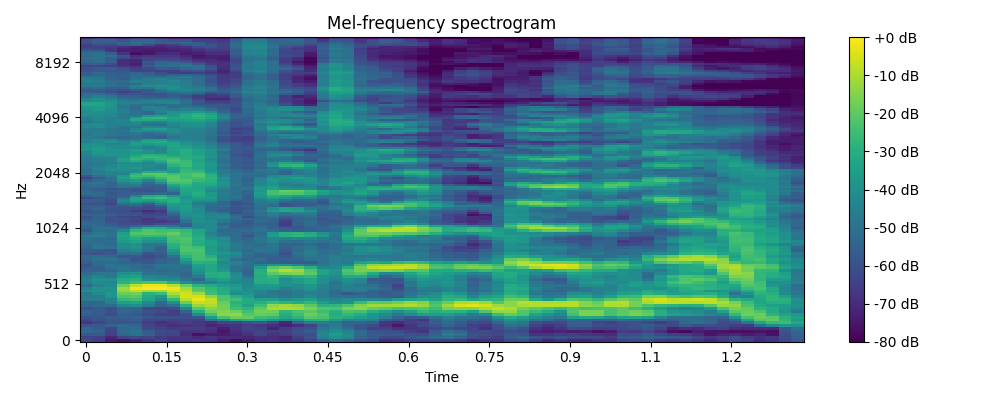 Mel-frequency spectrogram
Hz
8192
4096
2048
1024
512
0
0 0.15 0.3 0.45 0.6 0.75 0.9 1.1 1.2
Time
+0 dB
-10 dB
-20 dB
-30 dB
-40 dB
-50 dB
-60 dB
-70 dB
-80 dB